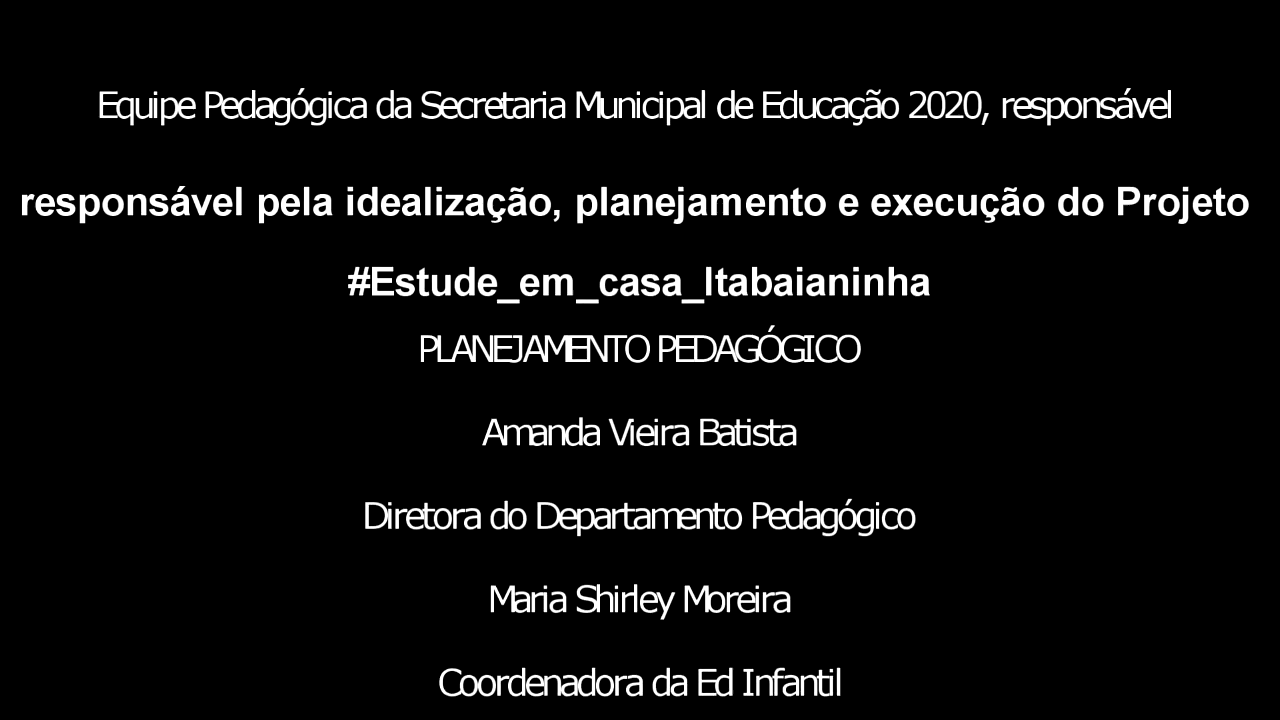 Equipe Pedagógica da Secretaria Municipal de Educação 2020, responsável
responsável pela idealização, planejamento e execução do Projeto
#Estude_em_casa_Itabaianinha
PLANEJAMENTO PEDAGÓGICO
Amanda Vieira Batista
Diretora do Departamento Pedagógico
Maria Shirley Moreira
Coordenadora da Ed Infantil